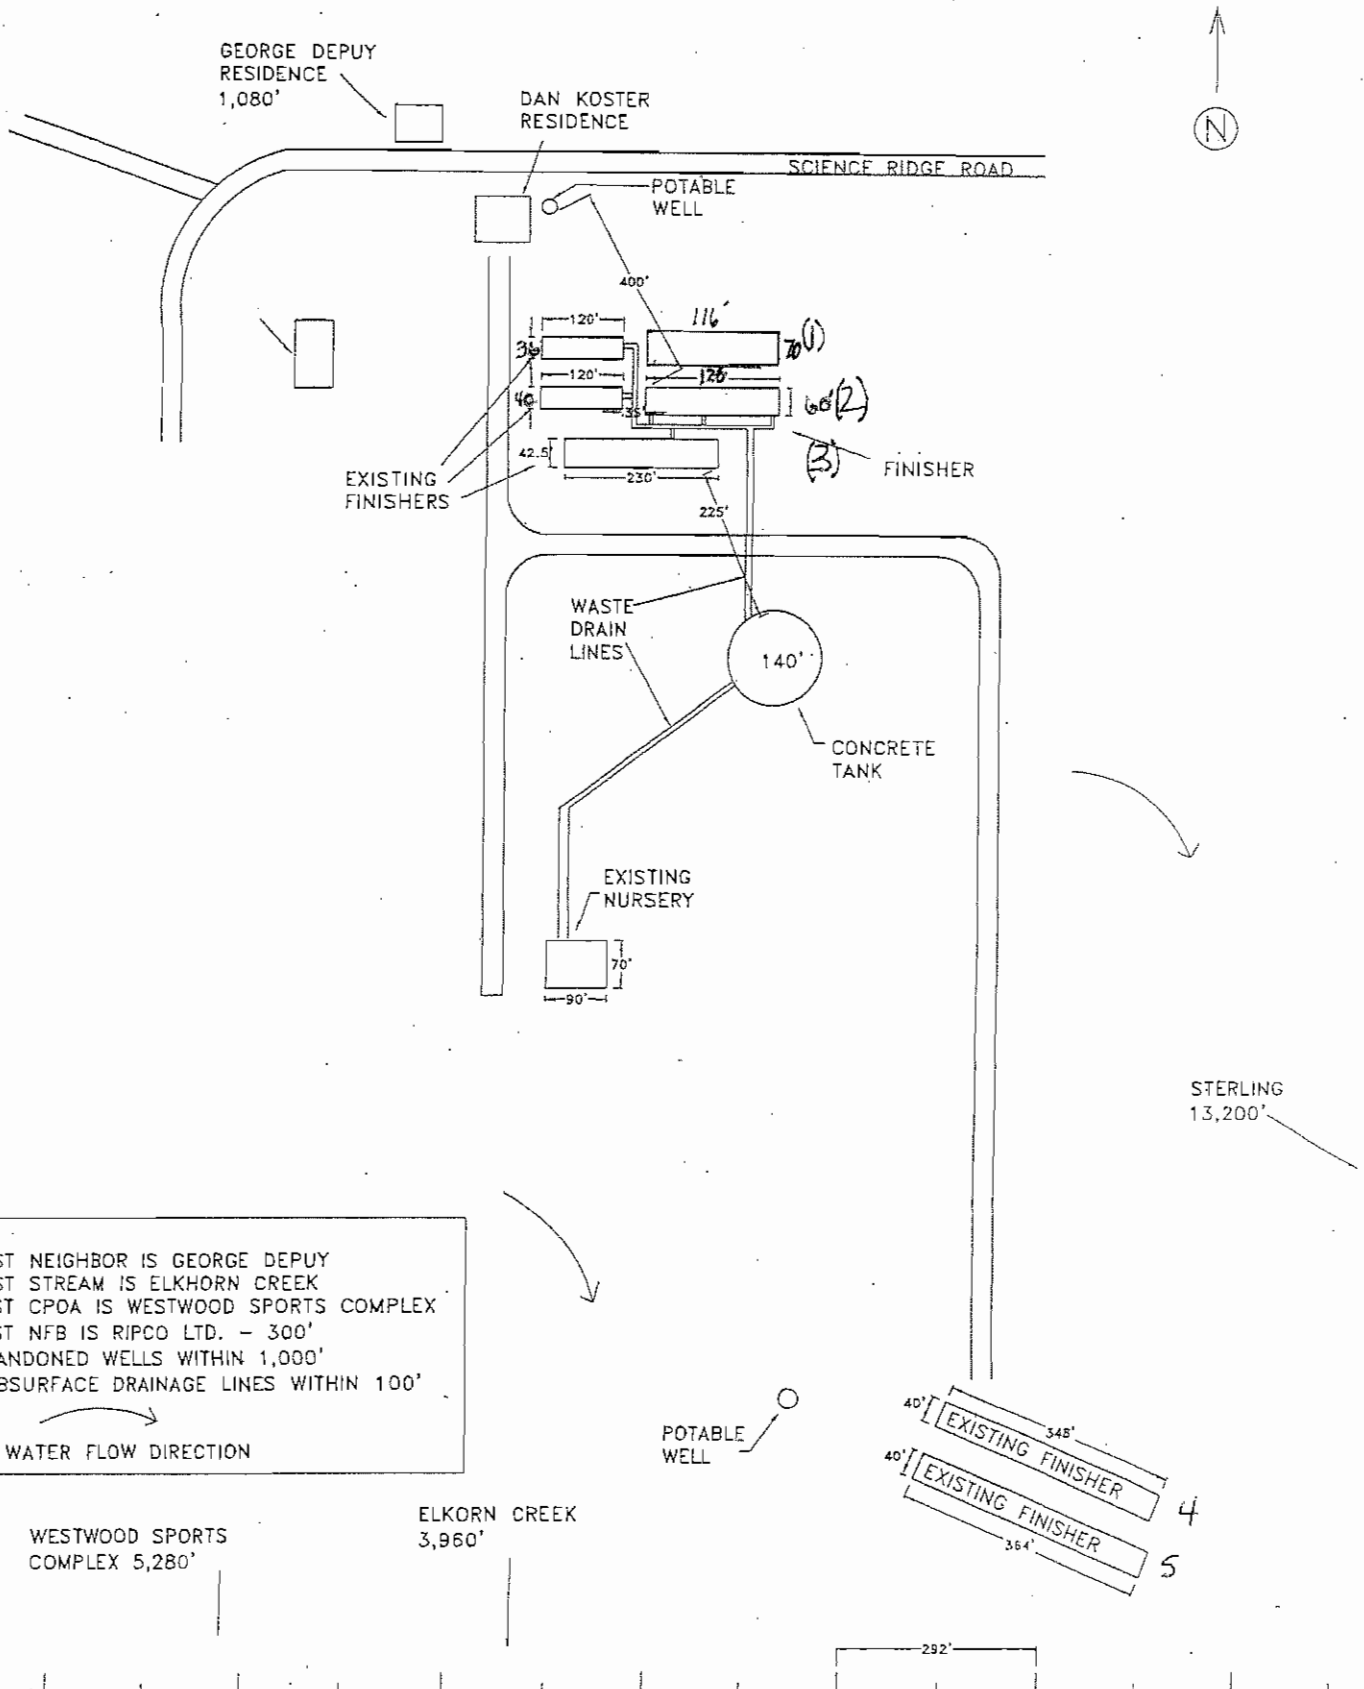 GEORGE DEPUY
RESIDENCE
1,080'
DAN KOSTER
RESIDENCE
N
SCIENCE RIDGE ROAD
POTABLE
WELL
400'
120'
116'
36
70 (1)
120'
120'
40
60' (2)
35'
42.5'
(3)
FINISHER
EXISTING
FINISHERS
230'
225'
WASTE
DRAIN
LINES
140'
CONCRETE
TANK
EXISTING
NURSERY
70'
90'
STERLING
13,200'
ST NEIGHBOR IS GEORGE DEPUY
ST STREAM IS ELKHORN CREEK
ST CPOA IS WESTWOOD SPORTS COMPLEX
ST NFB IS RIPCO LTD. - 300'
ANDONED WELLS WITHIN 1,000'
BSURFACE DRAINAGE LINES WITHIN 100'
WATER FLOW DIRECTION
POTABLE
WELL
40'
348'
EXISTING FINISHER
4
40'
EXISTING FINISHER
364'
5
WESTWOOD SPORTS
COMPLEX 5,280'
ELKORN CREEK
3,960'
292'